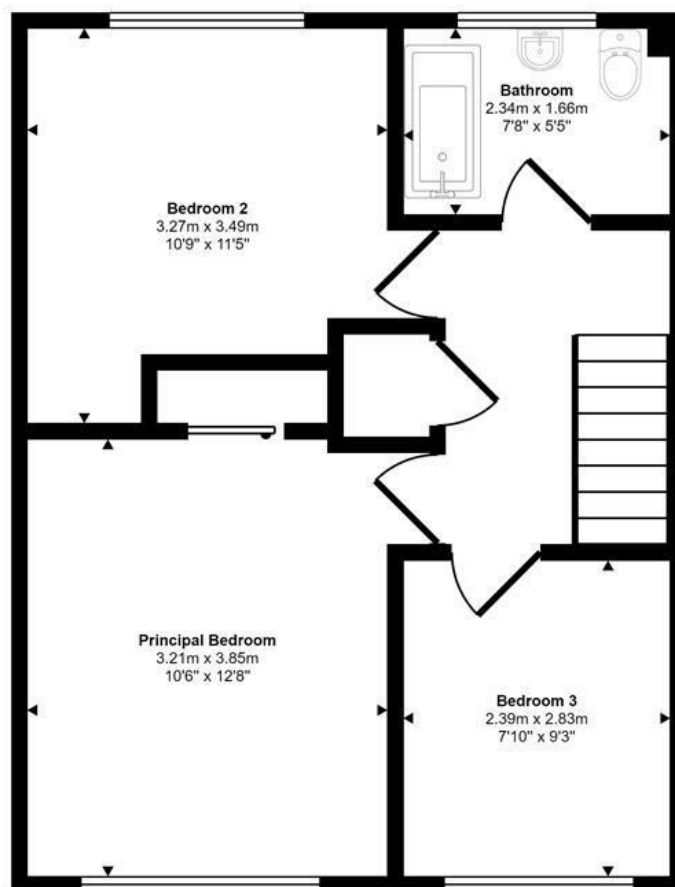 Bathroom
2.34m x 1.66m
7'8" x 5'5"
Bedroom 2
3.27m x 3.49m
10'9" x 11'5"
Principal Bedroom
3.21m x 3.85m
10'6" x 12'8"
Bedroom 3
2.39m x 2.83m
7'10" x 9'3"